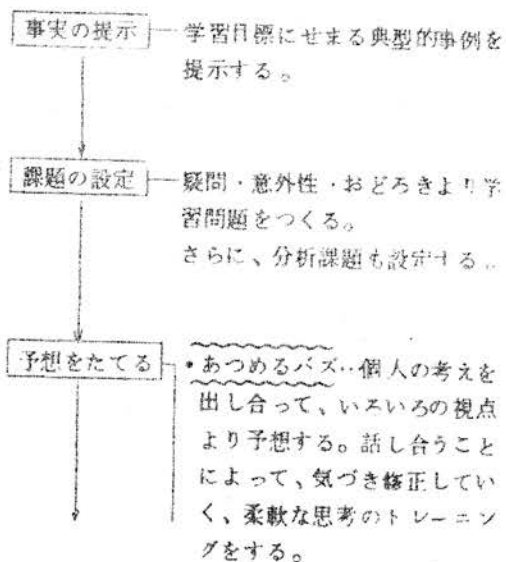 事実の提示
学習目標にせまる典型的事例を
提示する。
課題の設定
疑問・意外性・おどろきより学
習問題をつくる。
さらに、分析課題も設定する。
予想をたてる
・あつめるバズ‥個人の考えを
出し合って、いろいろの視点
より予想する。話し合うこと
によって、気づき修正してい
く、柔軟な思考のトレーニン
グをする。